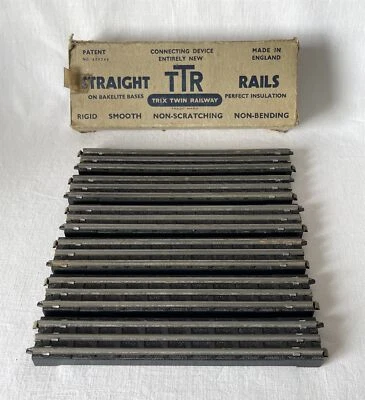 PATENT
CONNECTING DEVICE
ENTIRELY NEW
MADE IN
ENGLAND
STRAIGHT TTR RAILS
ON BAKELITE BASES
TRIX TWIN RAILWAY
PERFECT INSULATION
RIGID SMOOTH NON-SCRATCHING NON-BENDING